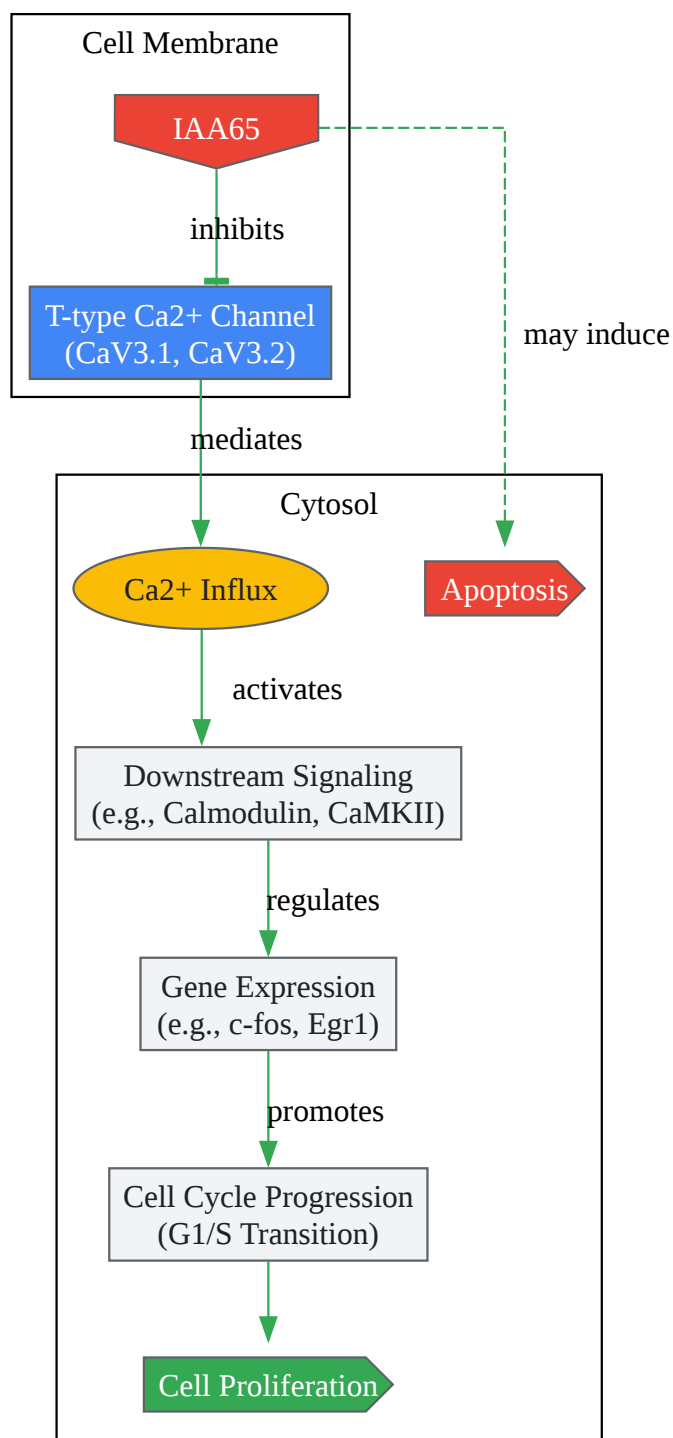 Cell Membrane
IAA65
inhibits
T-type Ca2+ Channel
(CaV3.1, CaV3.2)
may induce
mediates
Cytosol
Ca2+ Influx
Apoptosis
activates
Downstream Signaling
(e.g., Calmodulin, CaMKII)
regulates
Gene Expression
(e.g., c-fos, Egr1)
promotes
Cell Cycle Progression
(G1/S Transition)
Cell Proliferation